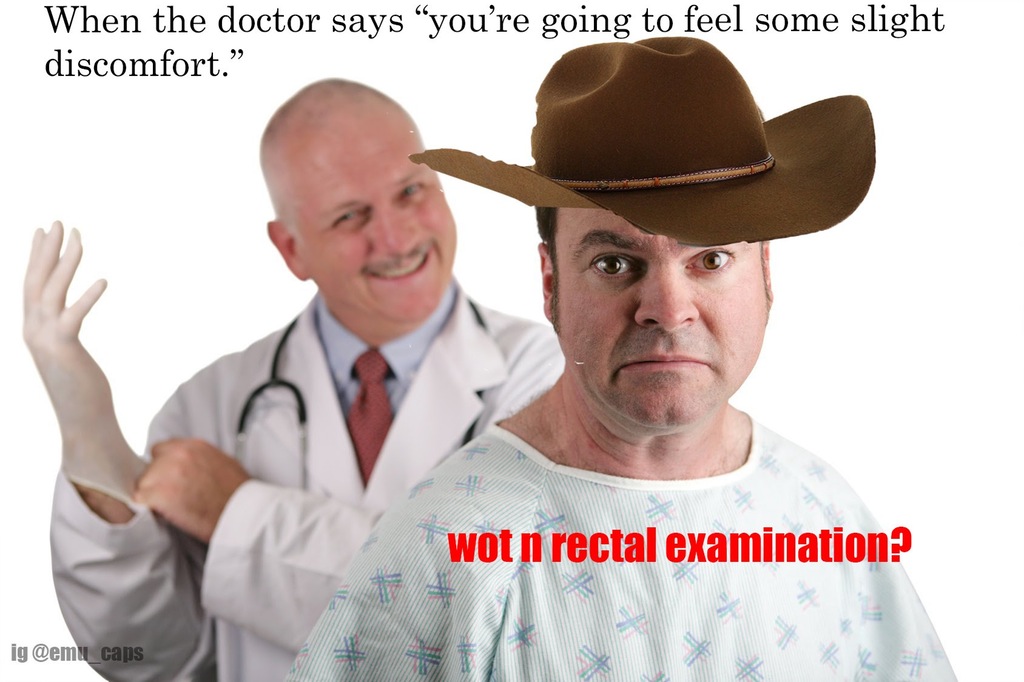 When the doctor says “you’re going to feel some slight
discomfort.”
wot n rectal examination?
ig @emu_caps